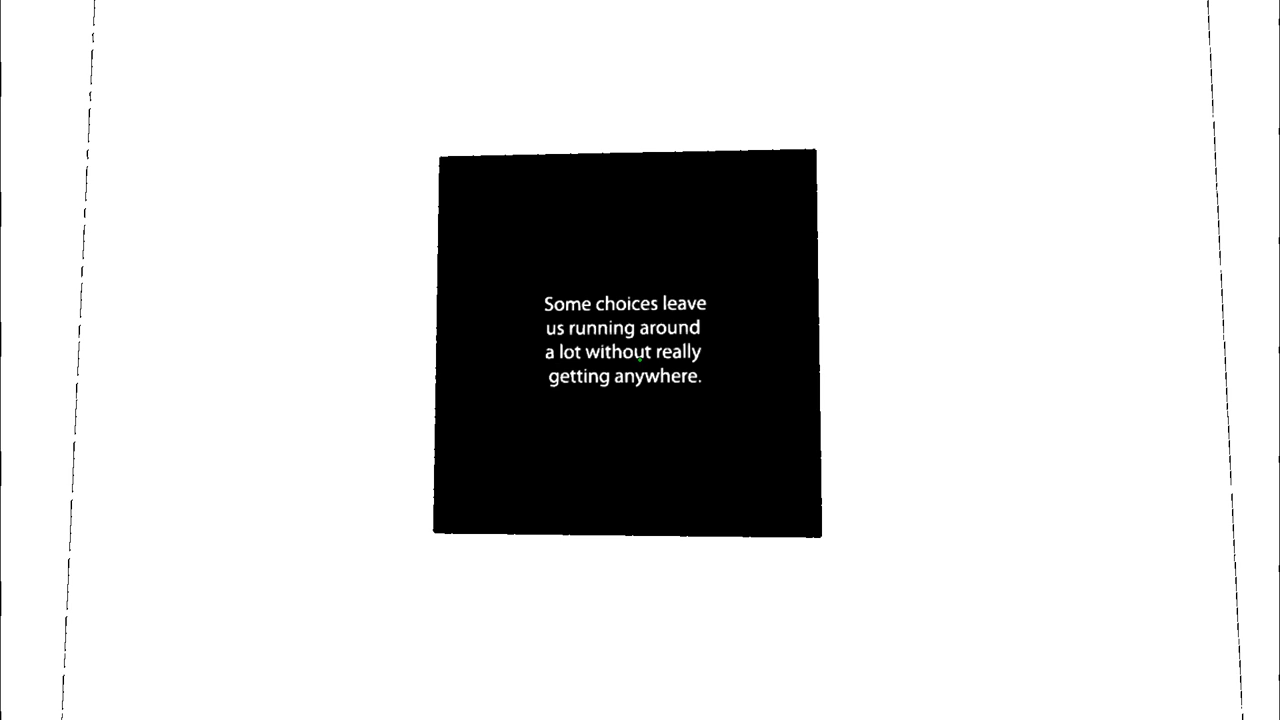 Some choices leave
us running around
a lot without really
getting anywhere.